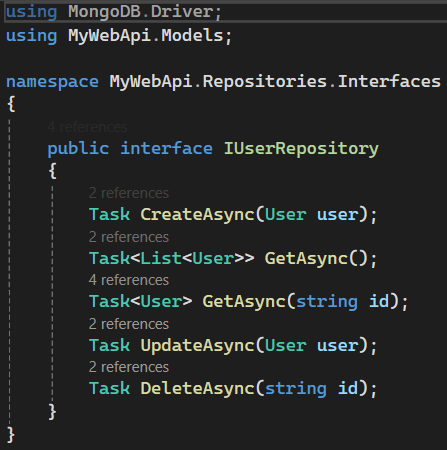 using MongoDB.Driver;
using MyWebApi.Models;
namespace MyWebApi.Repositories.Interfaces
{
4 references
public interface IUserRepository
{
2 references
Task CreateAsync(User user);
2 references
Task<List<User>> GetAsync();
4 references
Task<User> GetAsync(string id);
2 references
Task UpdateAsync(User user);
2 references
Task DeleteAsync(string id);
}
}